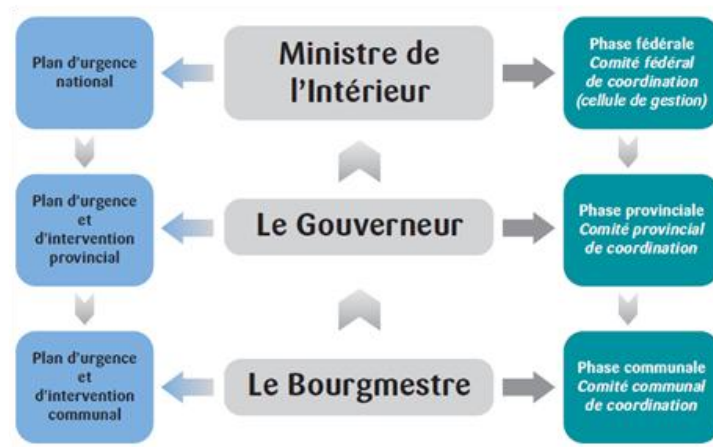 Plan d'urgence
national
Ministre de
l'Intérieur
Phase fédérale
Comité fédéral
de coordination
(cellule de gestion)
Plan d'urgence
et
d'intervention
provincial
Le Gouverneur
Phase provinciale
Comité provincial
de coordination
Plan d'urgence
et
d'intervention
communal
Le Bourgmestre
Phase communale
Comité communal
de coordination